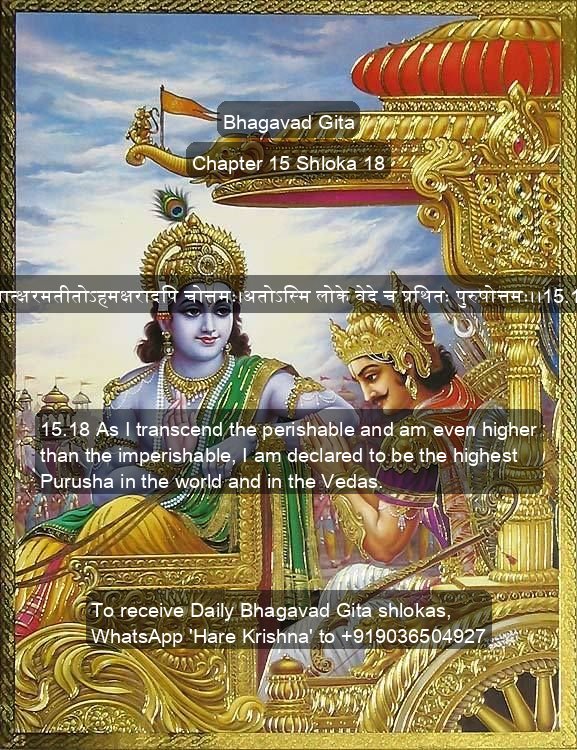 Bhagavad Gita
Chapter 15 Shloka 18
ात्क्षरमतीतोऽहमक्षरादपि चोत्तमः।अतोऽस्मि लोके वेदे च प्रथितः पुरुषोत्तमः।।15.
15.18 As I transcend the perishable and am even higher
than the imperishable, I am declared to be the highest
Purusha in the world and in the Vedas.
To receive Daily Bhagavad Gita shlokas,
WhatsApp 'Hare Krishna' to +919036504927